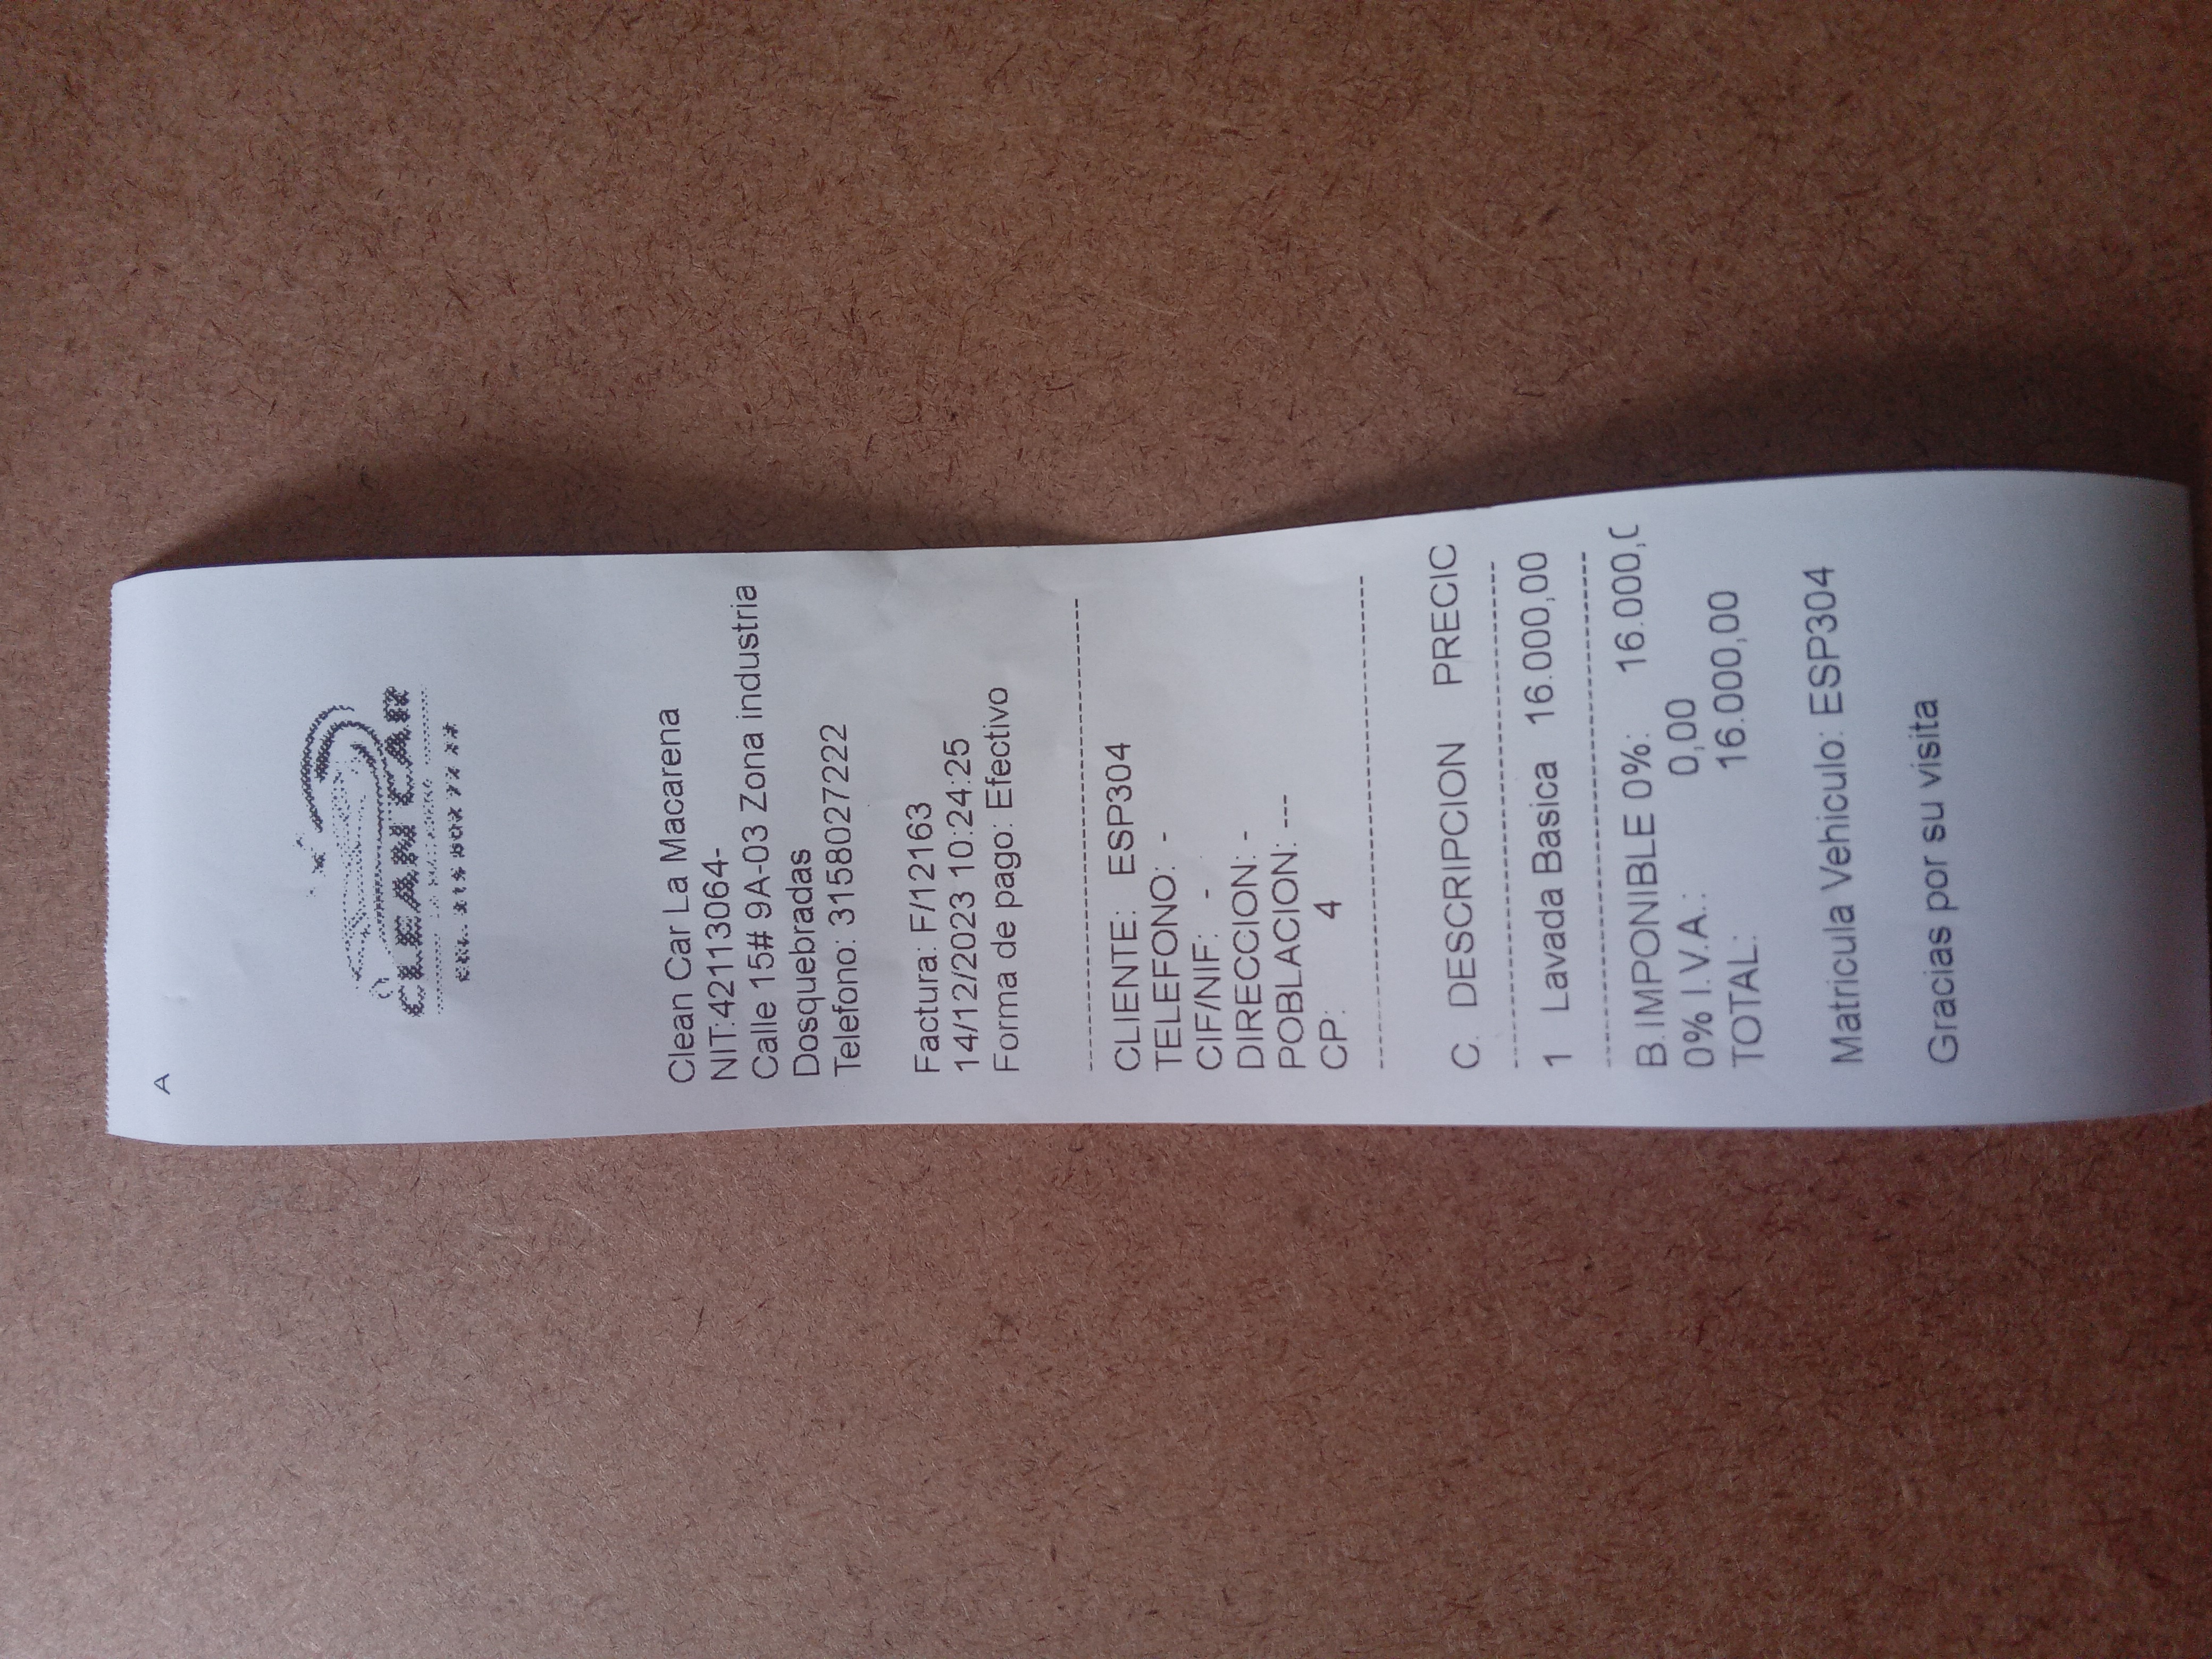 A
CLEAN CAR
Clean Car La Macarena
NIT:42113064-
Calle 15# 9A-03 Zona industria
Dosquebradas
Telefono: 3158027222
Factura: F/12163
14/12/2023 10:24:25
Forma de pago: Efectivo
CLIENTE: ESP304
TELEFONO: -
CIF/NIF: -
DIRECCION: -
POBLACION: ---
CP: 4
C. DESCRIPCION PRECIC
1 Lavada Basica 16.000,00
B.IMPONIBLE 0%: 16.000,0
0% I.V.A.: 0,00
TOTAL: 16.000,00
Matricula Vehiculo: ESP304
Gracias por su visita